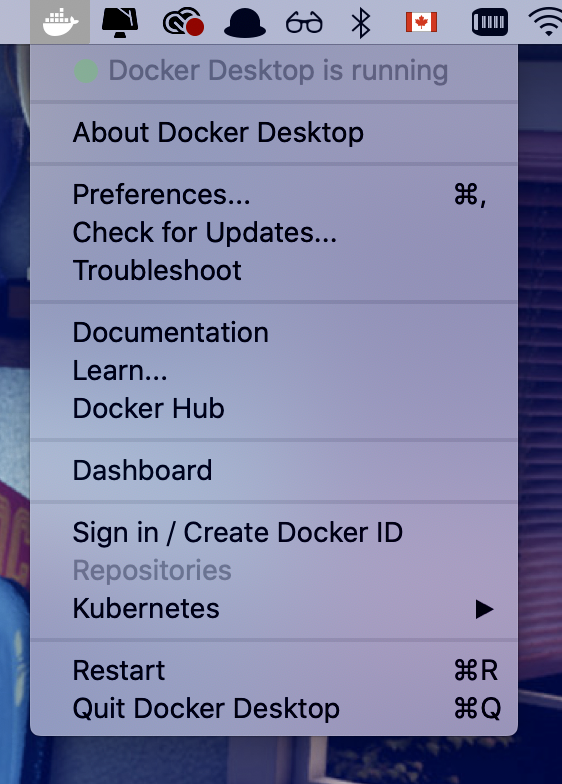 Docker Desktop is running
About Docker Desktop
Preferences... ⌘,
Check for Updates...
Troubleshoot
Documentation
Learn...
Docker Hub
Dashboard
Sign in / Create Docker ID
Repositories
Kubernetes
Restart ⌘R
Quit Docker Desktop ⌘Q